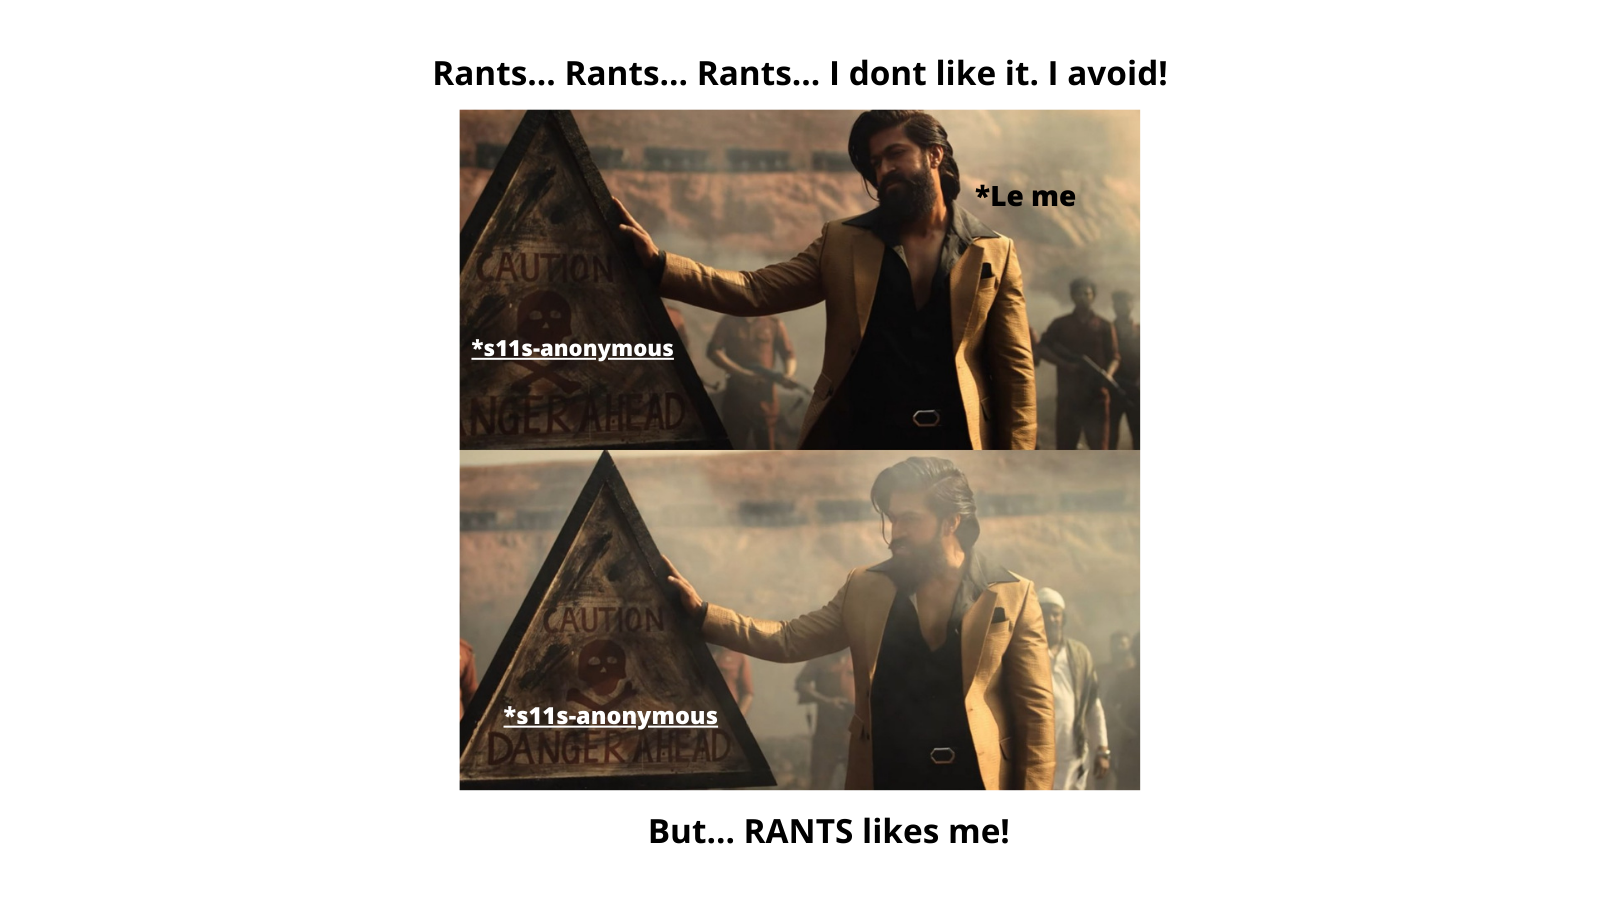 Rants... Rants... Rants... I dont like it. I avoid!
*Le me
CAUTION
*s11s-anonymous
NGER AHEAD
CAUTION
*s11s-anonymous
DANGER AHEAD
But... RANTS likes me!